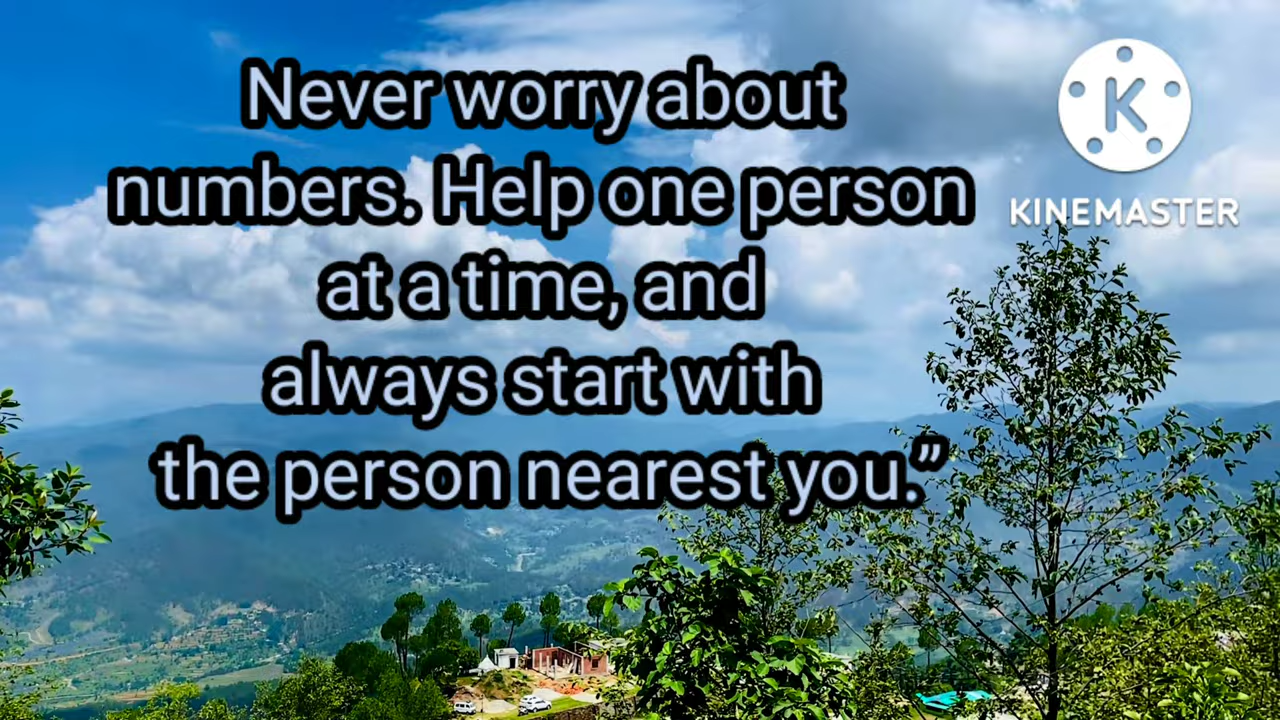 Never worry about
numbers. Help one person
at a time, and
always start with
the person nearest you.”
K
KINEMASTER